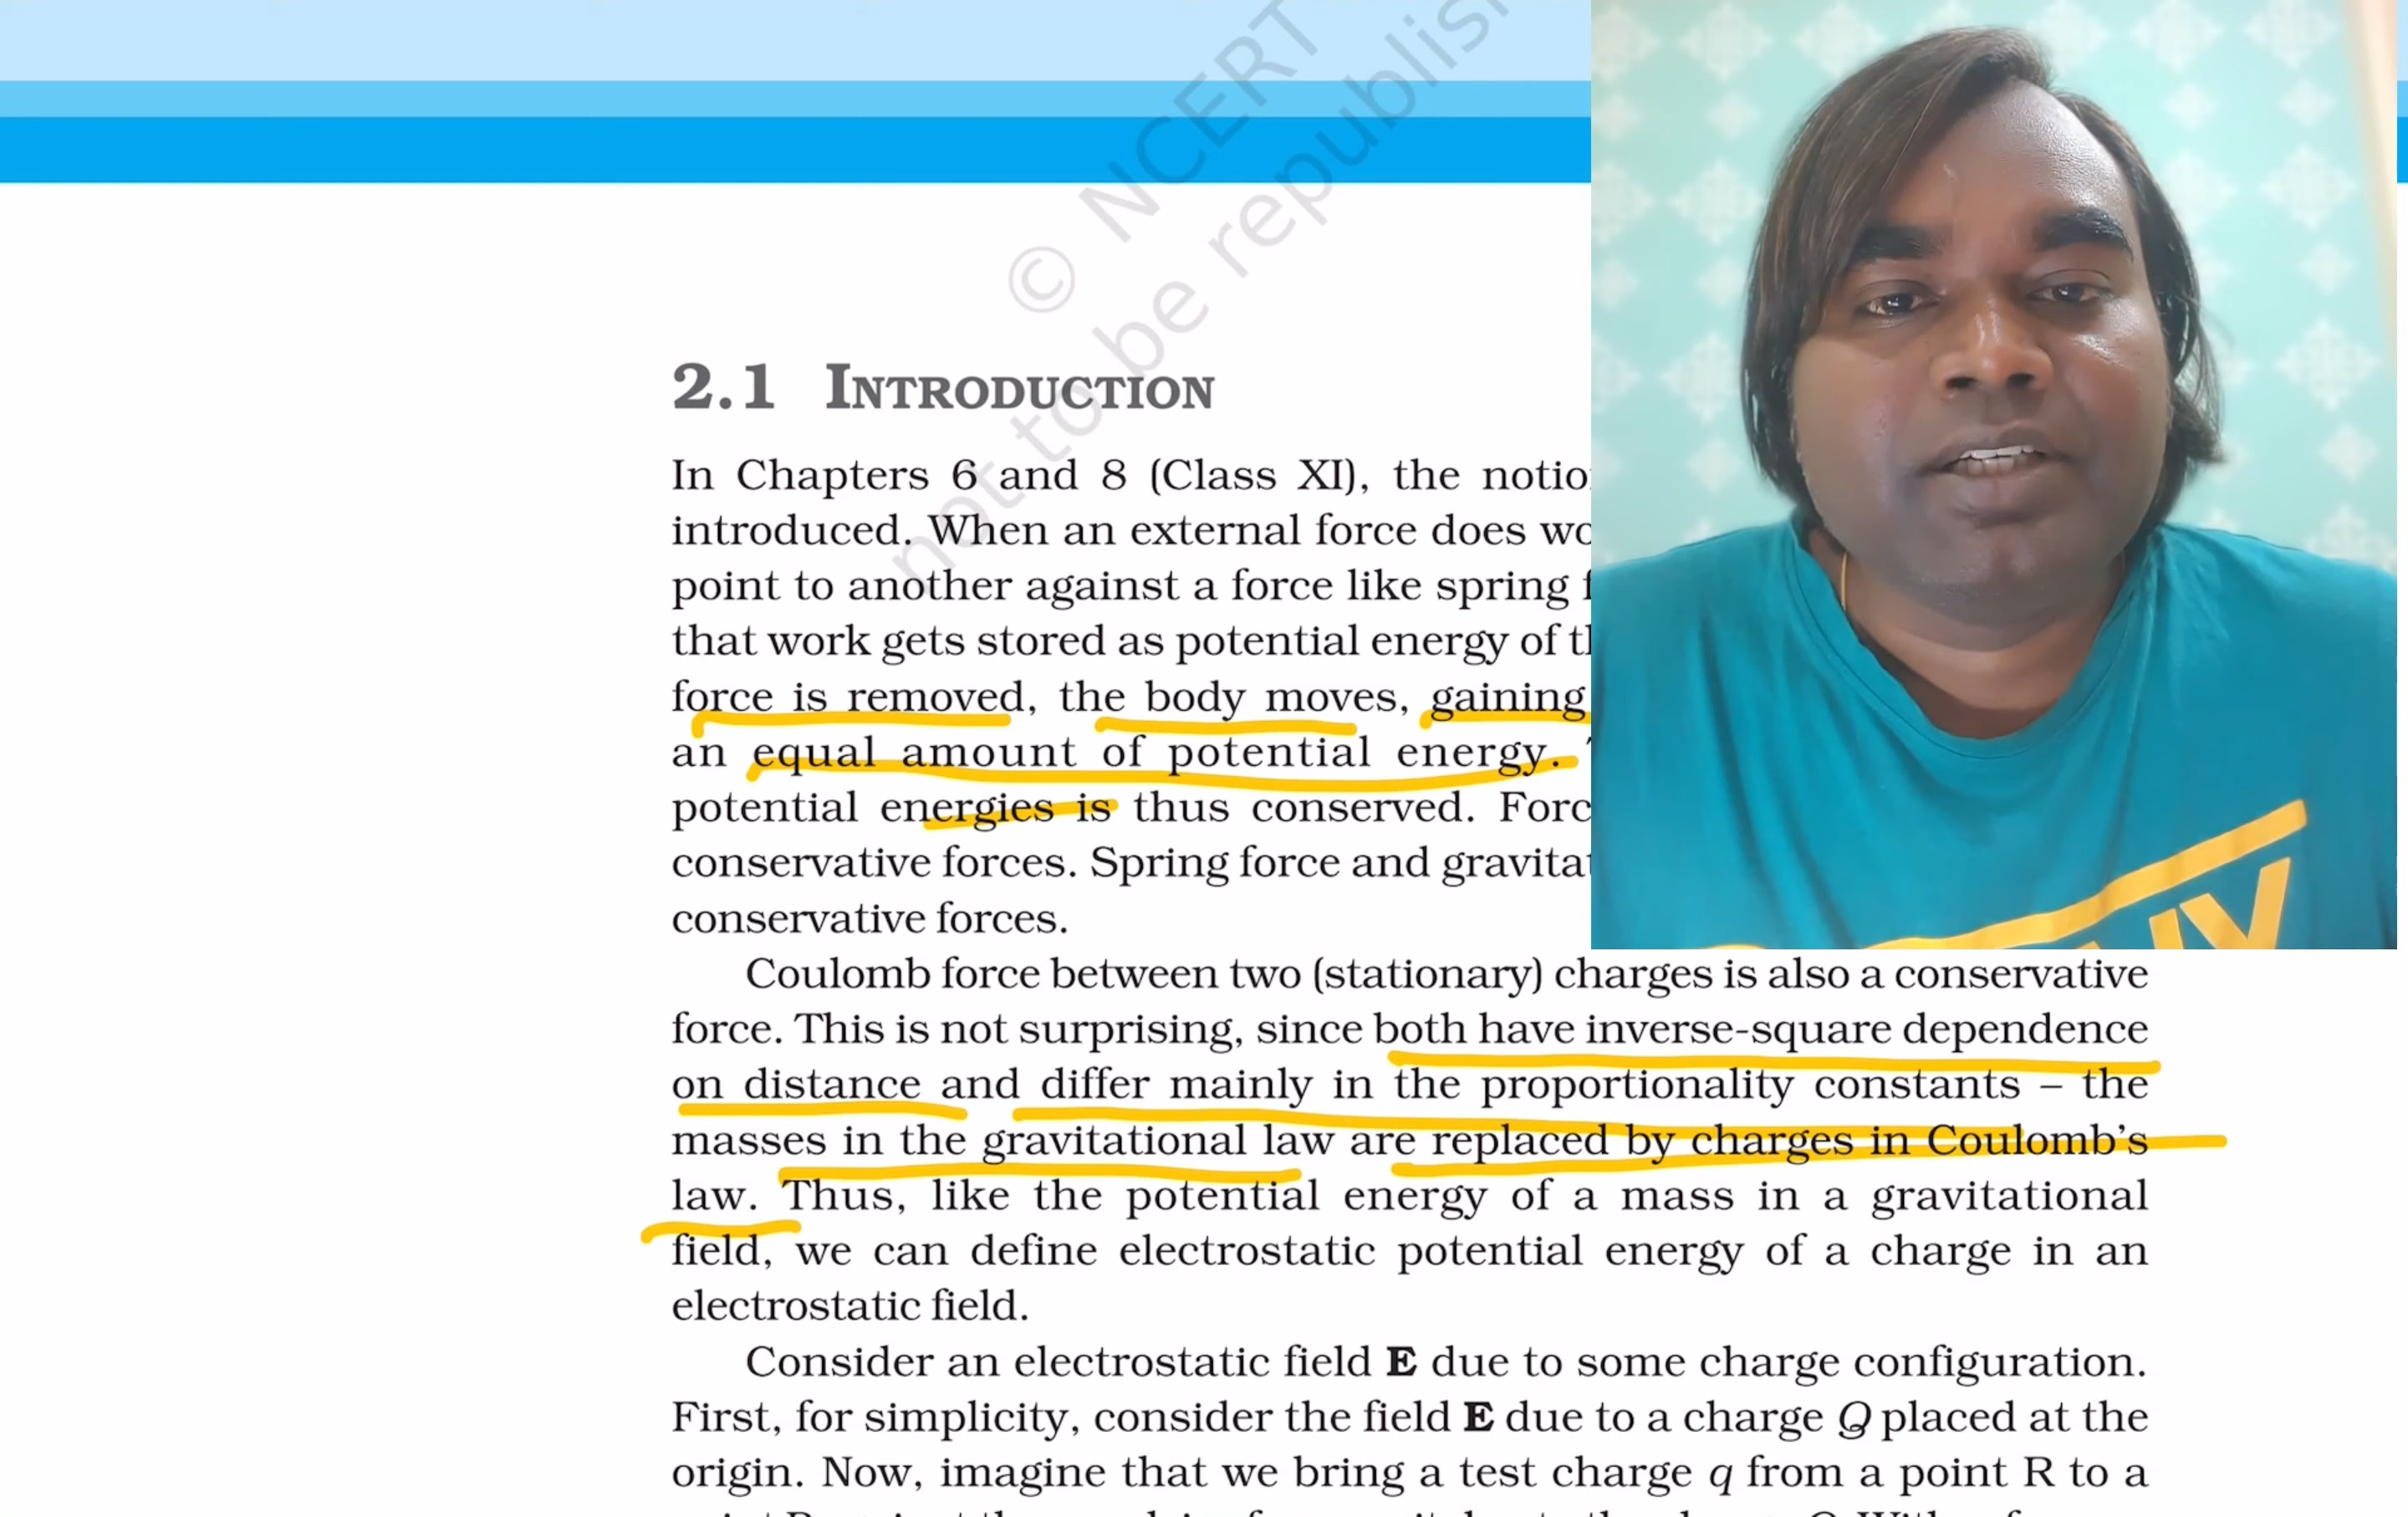 © NCERT
not to be republis
2.1 INTRODUCTION
In Chapters 6 and 8 (Class XI), the
introduced. When an external force does
point to another against a force like spring
that work gets stored as potential energy of
force is removed, the body moves, gaining
an equal amount of potential energy.
potential energies is thus conserved.
conservative forces. Spring force and
conservative forces.
Coulomb force between two (stationary) charges is also a conservative
force. This is not surprising, since both have inverse-square dependence
on distance and differ mainly in the proportionality constants – the
masses in the gravitational law are replaced by charges in Coulomb's
law. Thus, like the potential energy of a mass in a gravitational
field, we can define electrostatic potential energy of a charge in an
electrostatic field.
Consider an electrostatic field E due to some charge configuration.
First, for simplicity, consider the field E due to a charge Q placed at the
origin. Now, imagine that we bring a test charge q from a point R to a